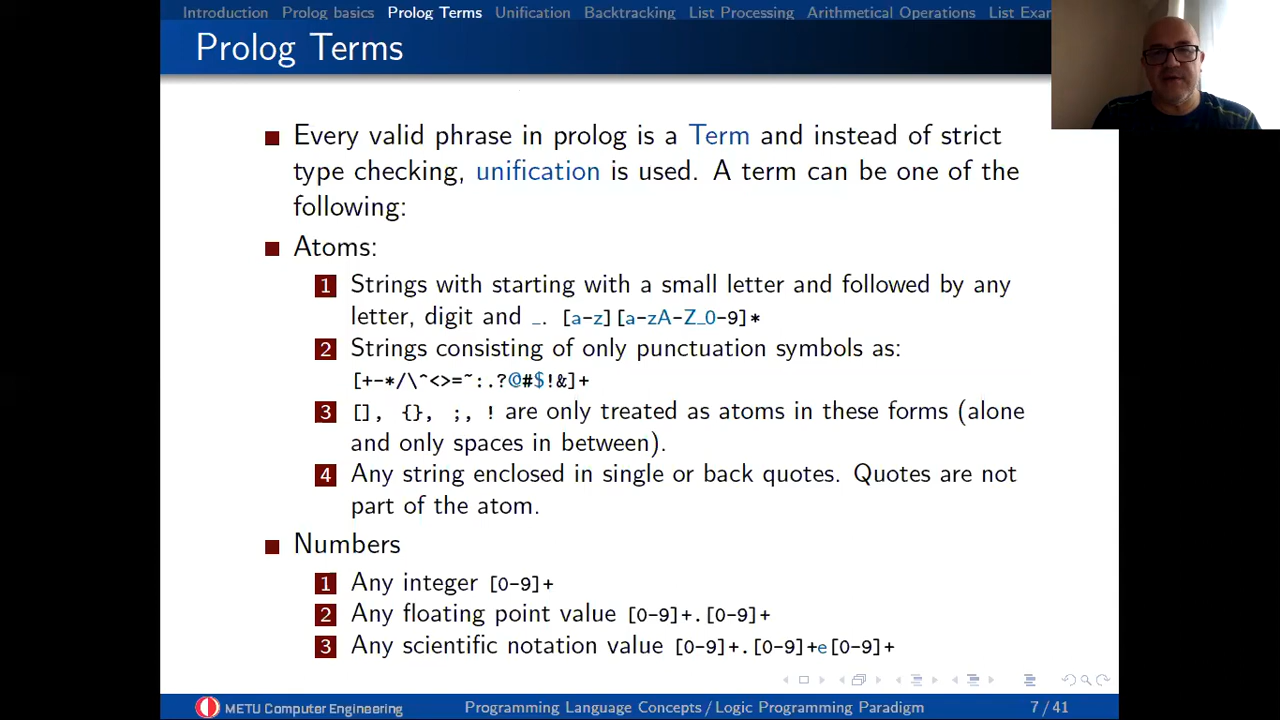 Introduction Prolog basics Prolog Terms Unification Backtracking List Processing Arithmetical Operations List Exam
Prolog Terms
Every valid phrase in prolog is a Term and instead of strict
type checking, unification is used. A term can be one of the
following:
Atoms:
1 Strings with starting with a small letter and followed by any
letter, digit and _. [a-z][a-zA-Z_0-9]*
2 Strings consisting of only punctuation symbols as:
[+-*/\^<>=~:.?@#$!&]+
3 [], {}, ;, ! are only treated as atoms in these forms (alone
and only spaces in between).
4 Any string enclosed in single or back quotes. Quotes are not
part of the atom.
Numbers
1 Any integer [0-9]+
2 Any floating point value [0-9]+.[0-9]+
3 Any scientific notation value [0-9]+.[0-9]+e[0-9]+
METU Computer Engineering Programming Language Concepts/Logic Programming Paradigm 7 / 41